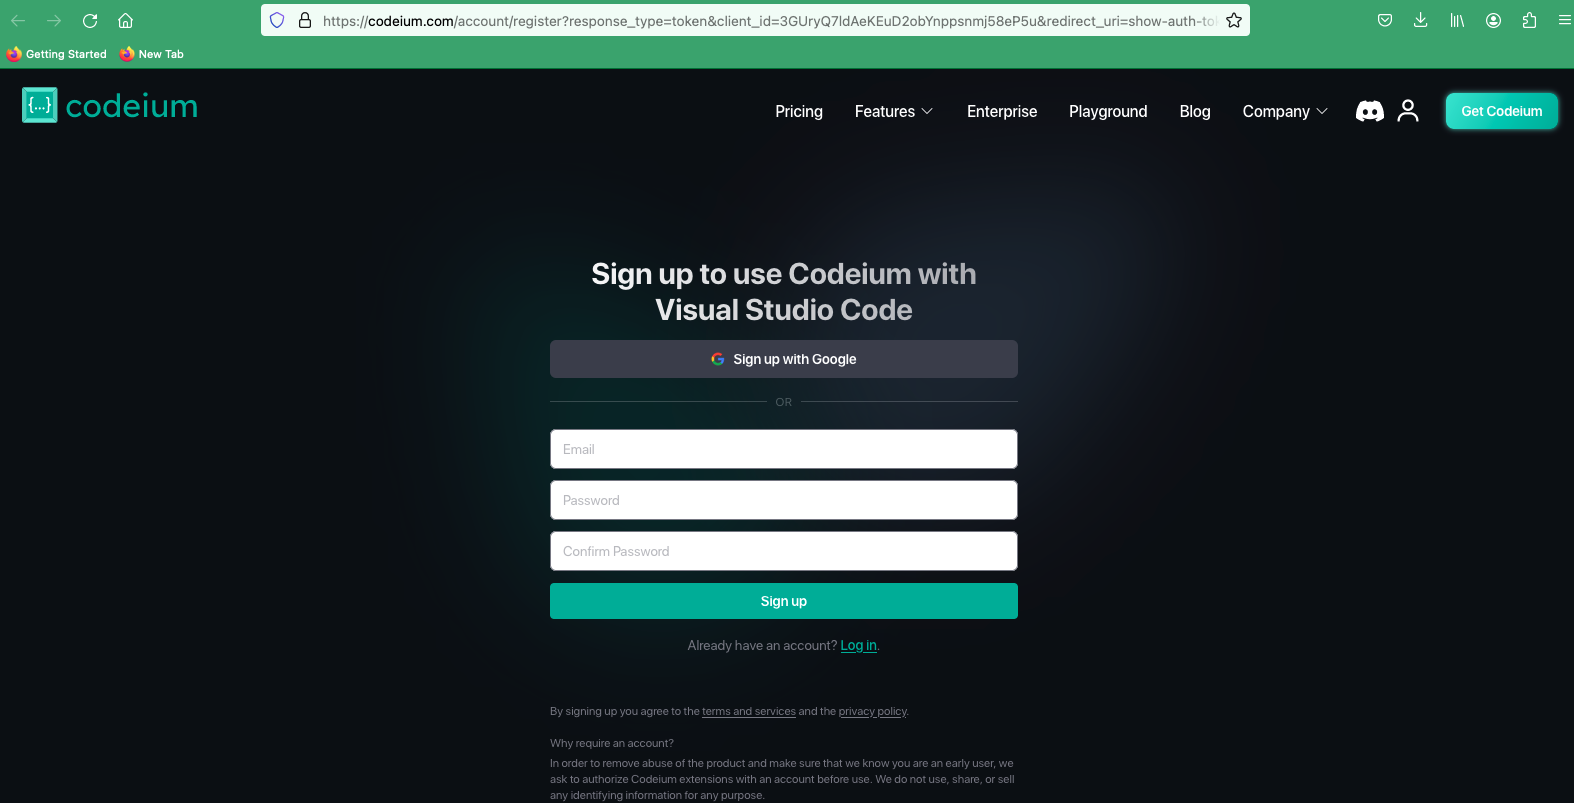 https://codeium.com/account/register?response_type=token&client_id=3GUryQ7ldAeKEuD2obYnppsnmj58eP5u&redirect_uri=show-auth-to
Getting Started New Tab
{...} codeium
Pricing Features Enterprise Playground Blog Company Get Codeium
Sign up to use Codeium with
Visual Studio Code
Sign up with Google
OR
Email
Password
Confirm Password
Sign up
Already have an account? Log in.
By signing up you agree to the terms and services and the privacy policy.
Why require an account?
In order to remove abuse of the product and make sure that we know you are an early user, we
ask to authorize Codeium extensions with an account before use. We do not use, share, or sell
any identifying information for any purpose.